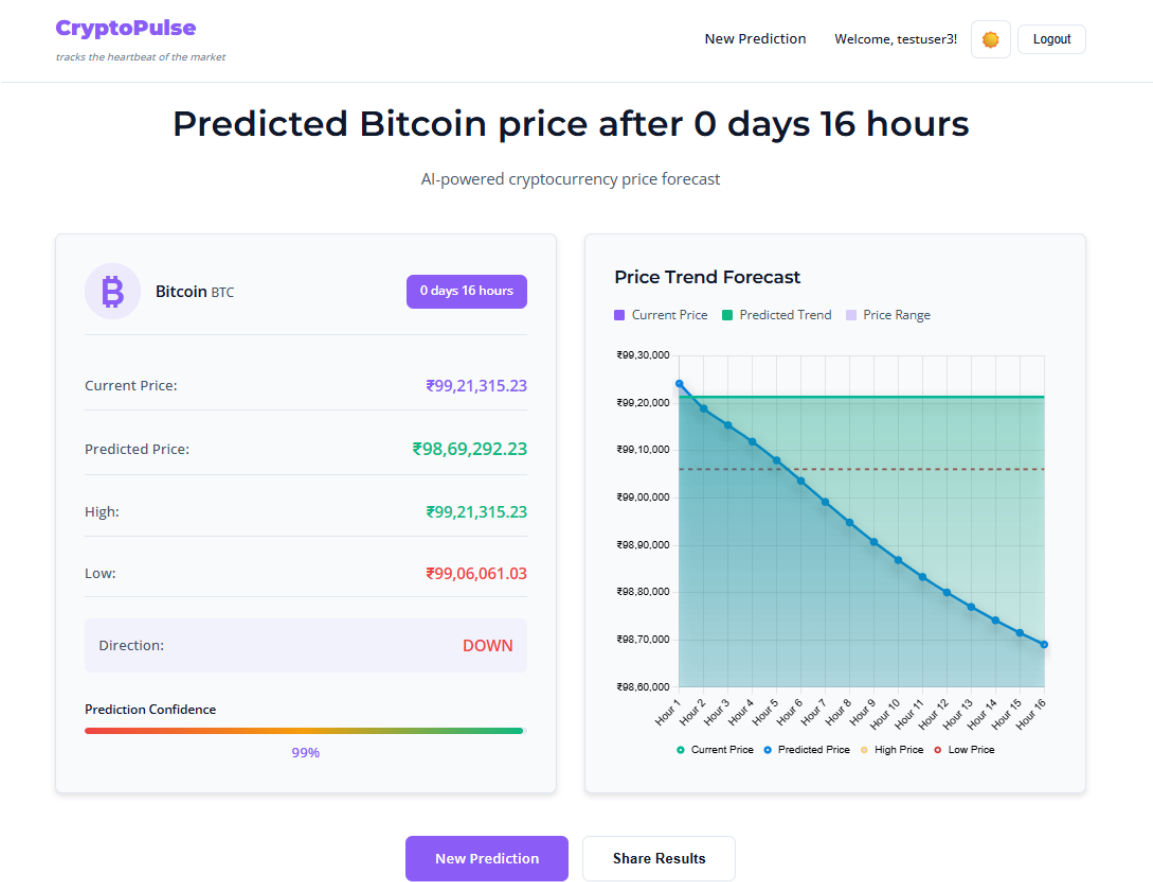 CryptoPulse
tracks the heartbeat of the market
New Prediction
Welcome, testuser3!
Logout
Predicted Bitcoin price after 0 days 16 hours
AI-powered cryptocurrency price forecast
Bitcoin BTC
0 days 16 hours
Current Price: ₹99,21,315.23
Predicted Price: ₹98,69,292.23
High: ₹99,21,315.23
Low: ₹99,06,061.03
Direction: DOWN
Prediction Confidence
99%
Price Trend Forecast
Current Price Predicted Trend Price Range
₹99,30,000
₹99,20,000
₹99,10,000
₹99,00,000
₹98,90,000
₹98,80,000
₹98,70,000
₹98,60,000
Hour 1 Hour 2 Hour 3 Hour 4 Hour 5 Hour 6 Hour 7 Hour 8 Hour 9 Hour 10 Hour 11 Hour 12 Hour 13 Hour 14 Hour 15 Hour 16
Current Price Predicted Price High Price Low Price
New Prediction
Share Results